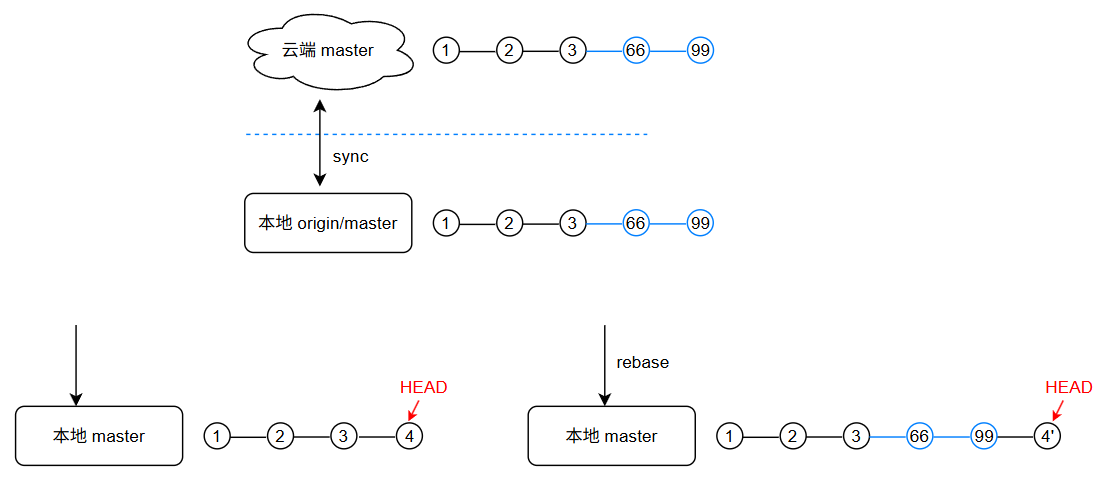 云端 master
1 2 3 66 99
sync
本地 origin/master
1 2 3 66 99
rebase
HEAD
HEAD
本地 master
1 2 3 4
本地 master
1 2 3 66 99 4'